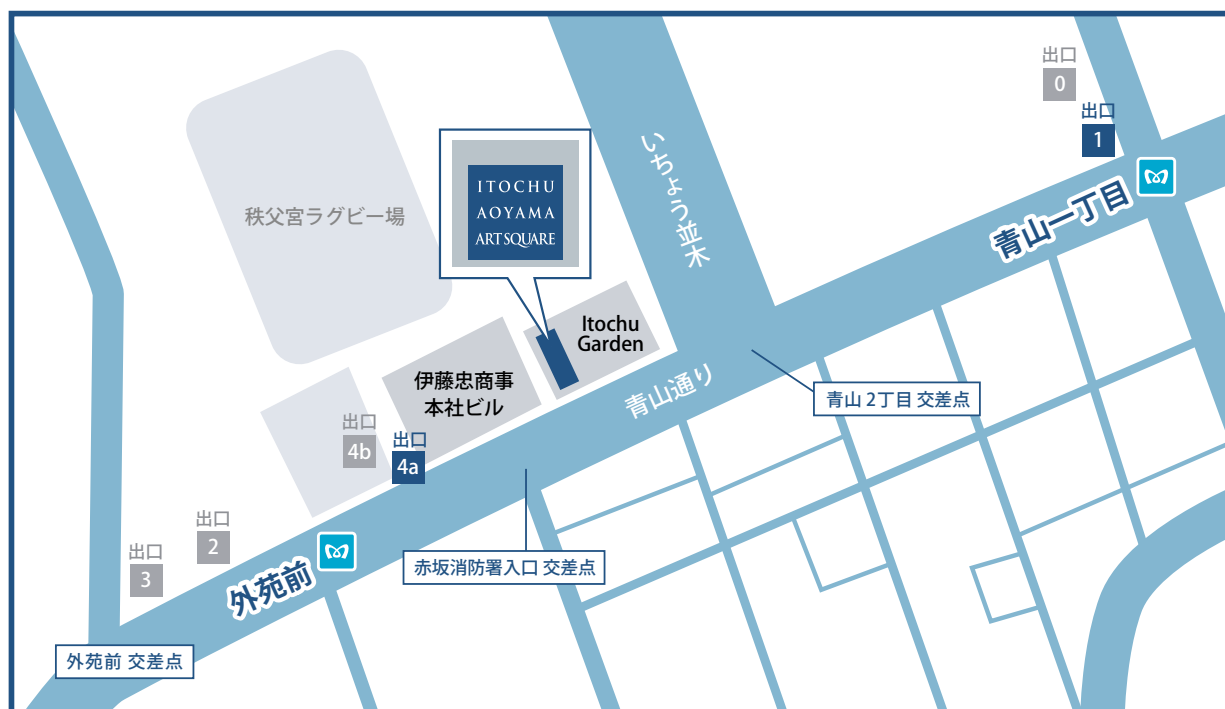 出口
0
出口
1
いちょう並木
ITOCHU
AOYAMA
ART SQUARE
秩父宮ラグビー場
青山一丁目
Itochu
Garden
伊藤忠商事
本社ビル
青山通り
青山 2丁目 交差点
出口
4b
出口
4a
出口
2
出口
3
外苑前
赤坂消防署入口 交差点
外苑前 交差点